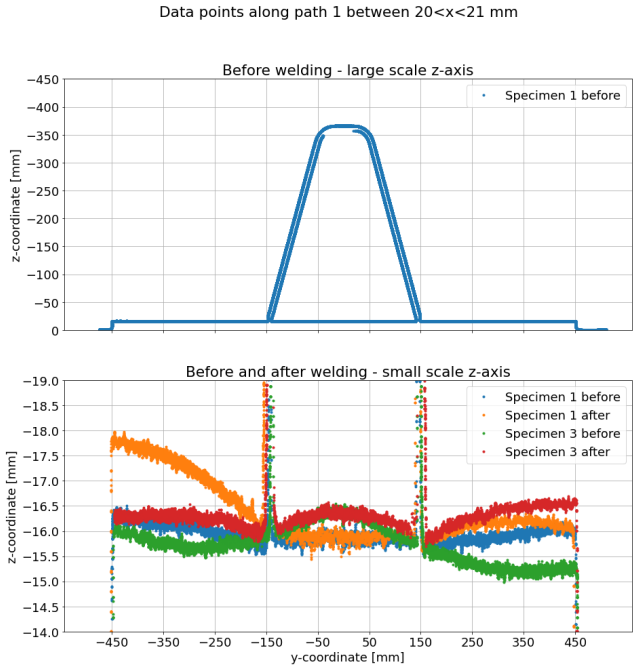 Data points along path 1 between 20<x<21 mm
Before welding - large scale z-axis
−450
−400
−350
−300
−250
−200
−150
−100
−50
0
z-coordinate [mm]
Specimen 1 before
Before and after welding - small scale z-axis
−19.0
−18.5
−18.0
−17.5
−17.0
−16.5
−16.0
−15.5
−15.0
−14.5
−14.0
z-coordinate [mm]
Specimen 1 before
Specimen 1 after
Specimen 3 before
Specimen 3 after
−450 −350 −250 −150 −50 50 150 250 350 450
y-coordinate [mm]